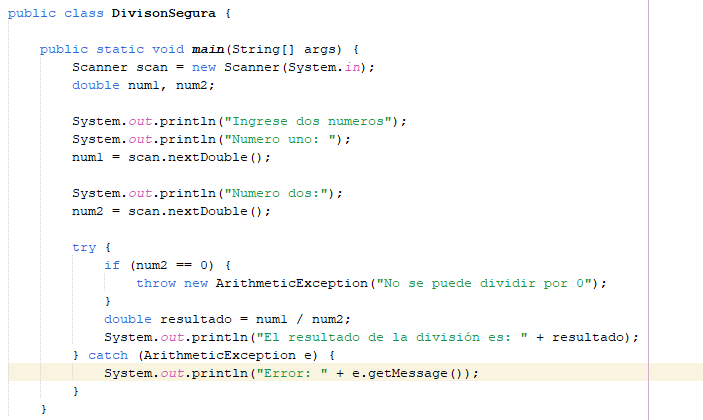 public class DivisonSegura {
public static void main(String[] args) {
Scanner scan = new Scanner(System.in);
double num1, num2;
System.out.println("Ingrese dos numeros");
System.out.println("Numero uno: ");
num1 = scan.nextDouble();
System.out.println("Numero dos:");
num2 = scan.nextDouble();
try {
if (num2 == 0) {
throw new ArithmeticException("No se puede dividir por 0");
}
double resultado = num1 / num2;
System.out.println("El resultado de la división es: " + resultado);
} catch (ArithmeticException e) {
System.out.println("Error: " + e.getMessage());
}
}